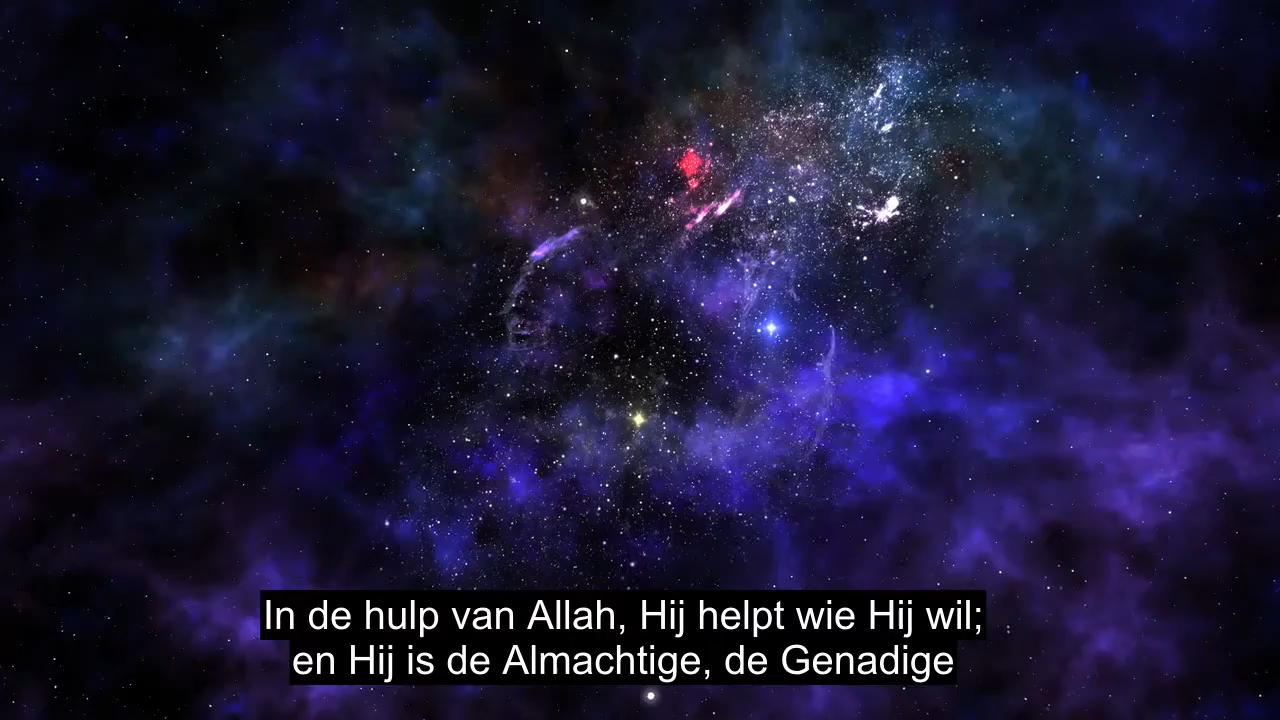 In de hulp van Allah, Hij helpt wie Hij wil;
en Hij is de Almachtige, de Genadige